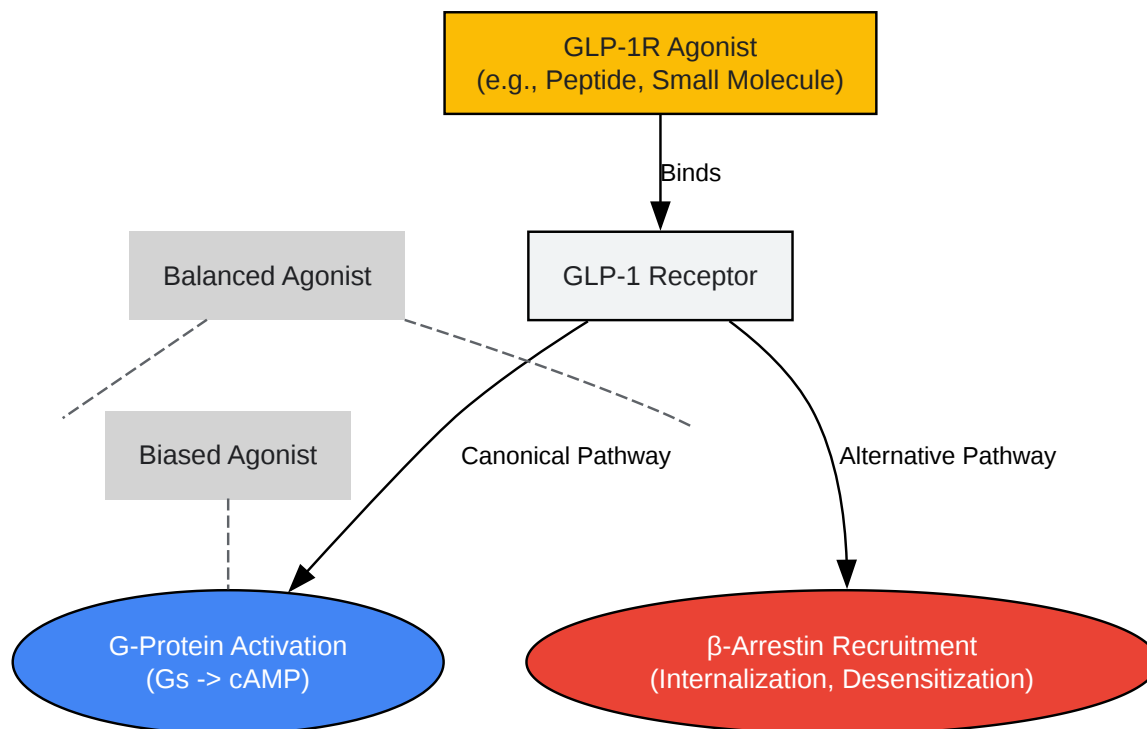 GLP-1R Agonist
(e.g., Peptide, Small Molecule)
Binds
Balanced Agonist
GLP-1 Receptor
Biased Agonist
Canonical Pathway
Alternative Pathway
G-Protein Activation
(Gs -> cAMP)
β-Arrestin Recruitment
(Internalization, Desensitization)